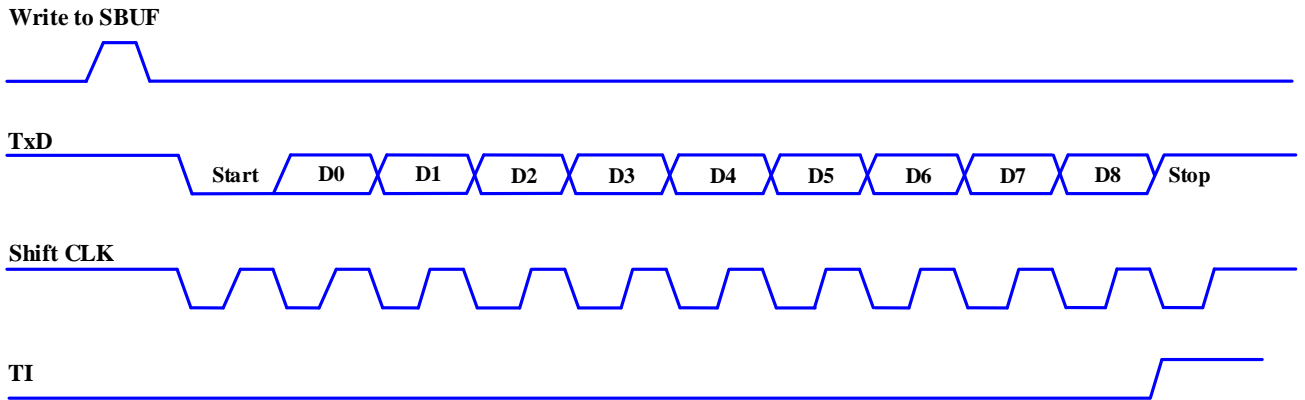 Write to SBUF
TxD
Start D0 D1 D2 D3 D4 D5 D6 D7 D8 Stop
Shift CLK
TI